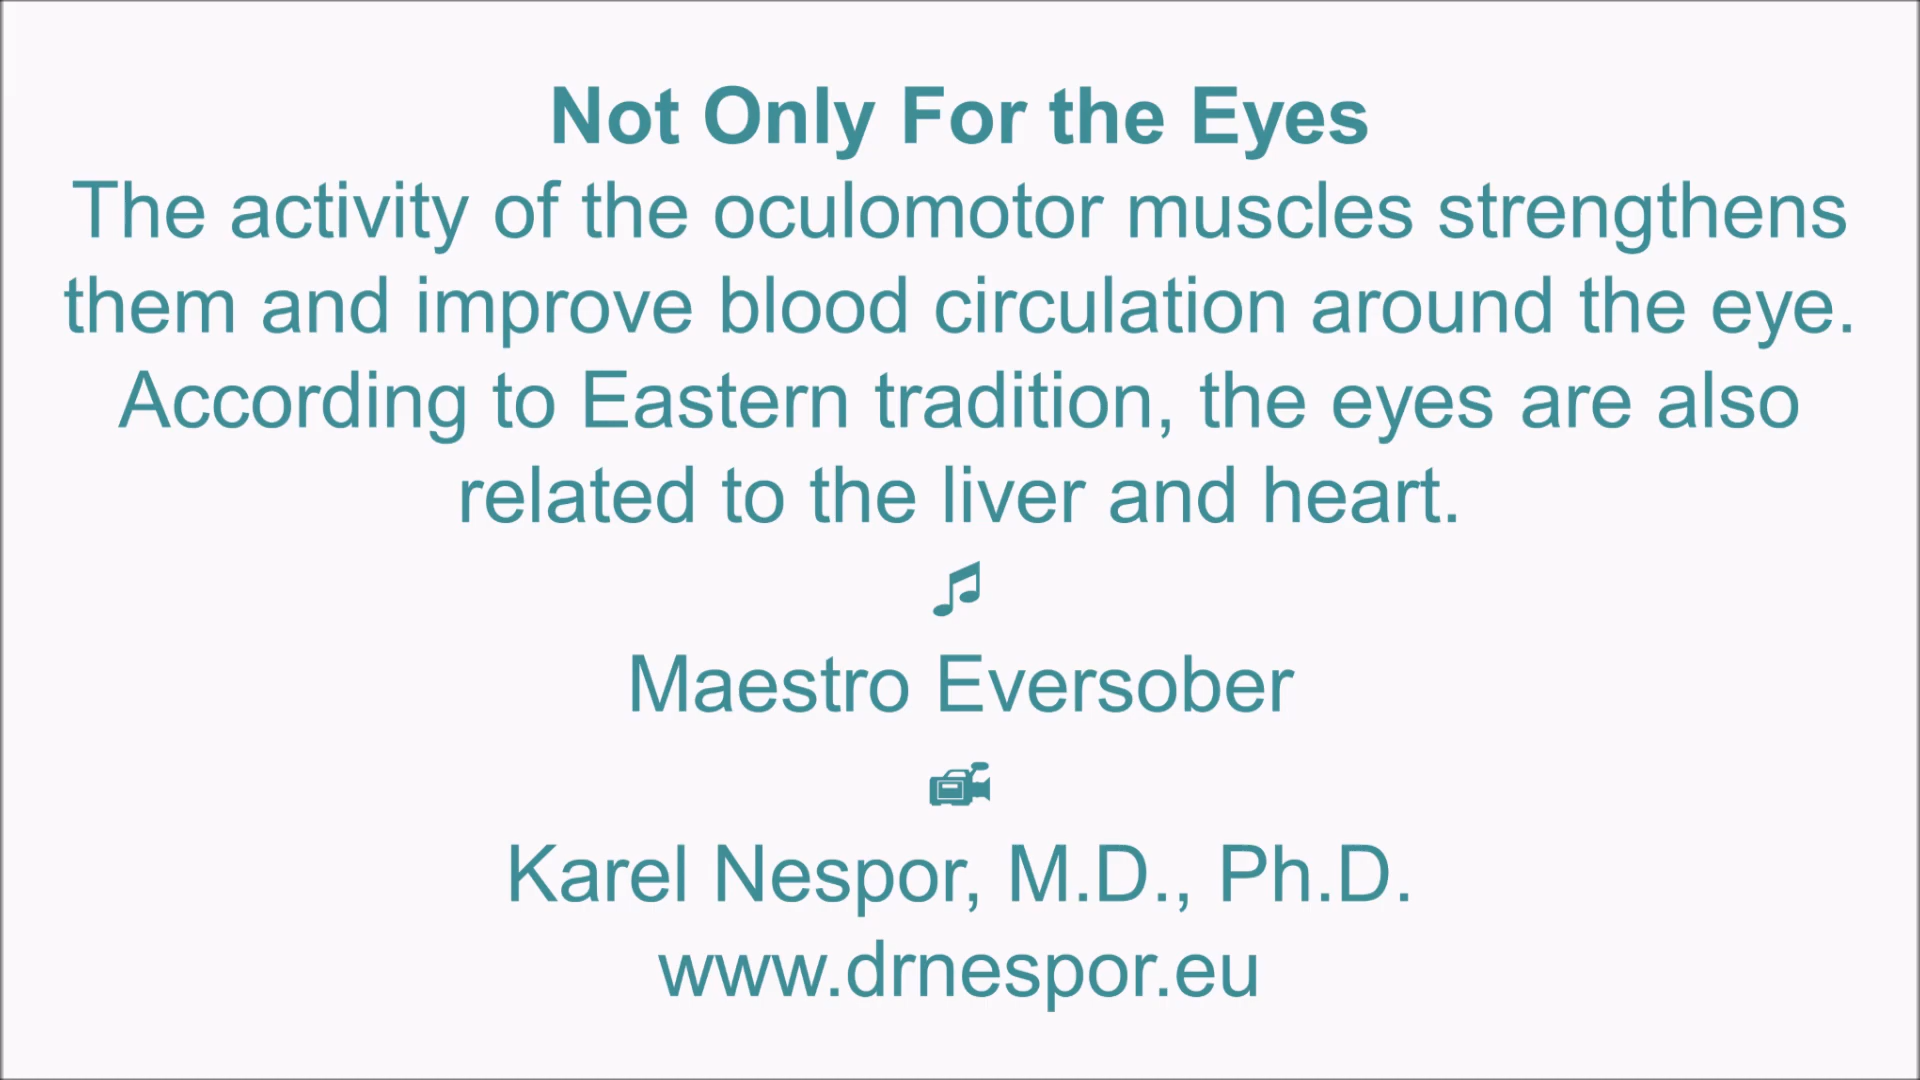 Not Only For the Eyes
The activity of the oculomotor muscles strengthens
them and improve blood circulation around the eye.
According to Eastern tradition, the eyes are also
related to the liver and heart.
Maestro Eversober
Karel Nespor, M.D., Ph.D.
www.drnespor.eu